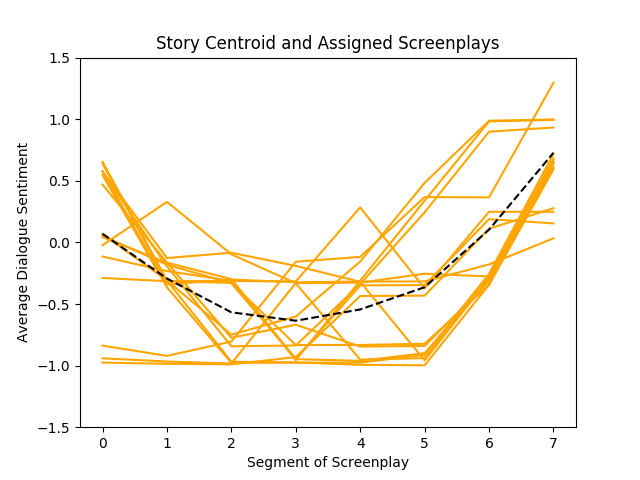 Story Centroid and Assigned Screenplays
1.5
1.0
0.5
0.0
−0.5
−1.0
−1.5
Average Dialogue Sentiment
0 1 2 3 4 5 6 7
Segment of Screenplay